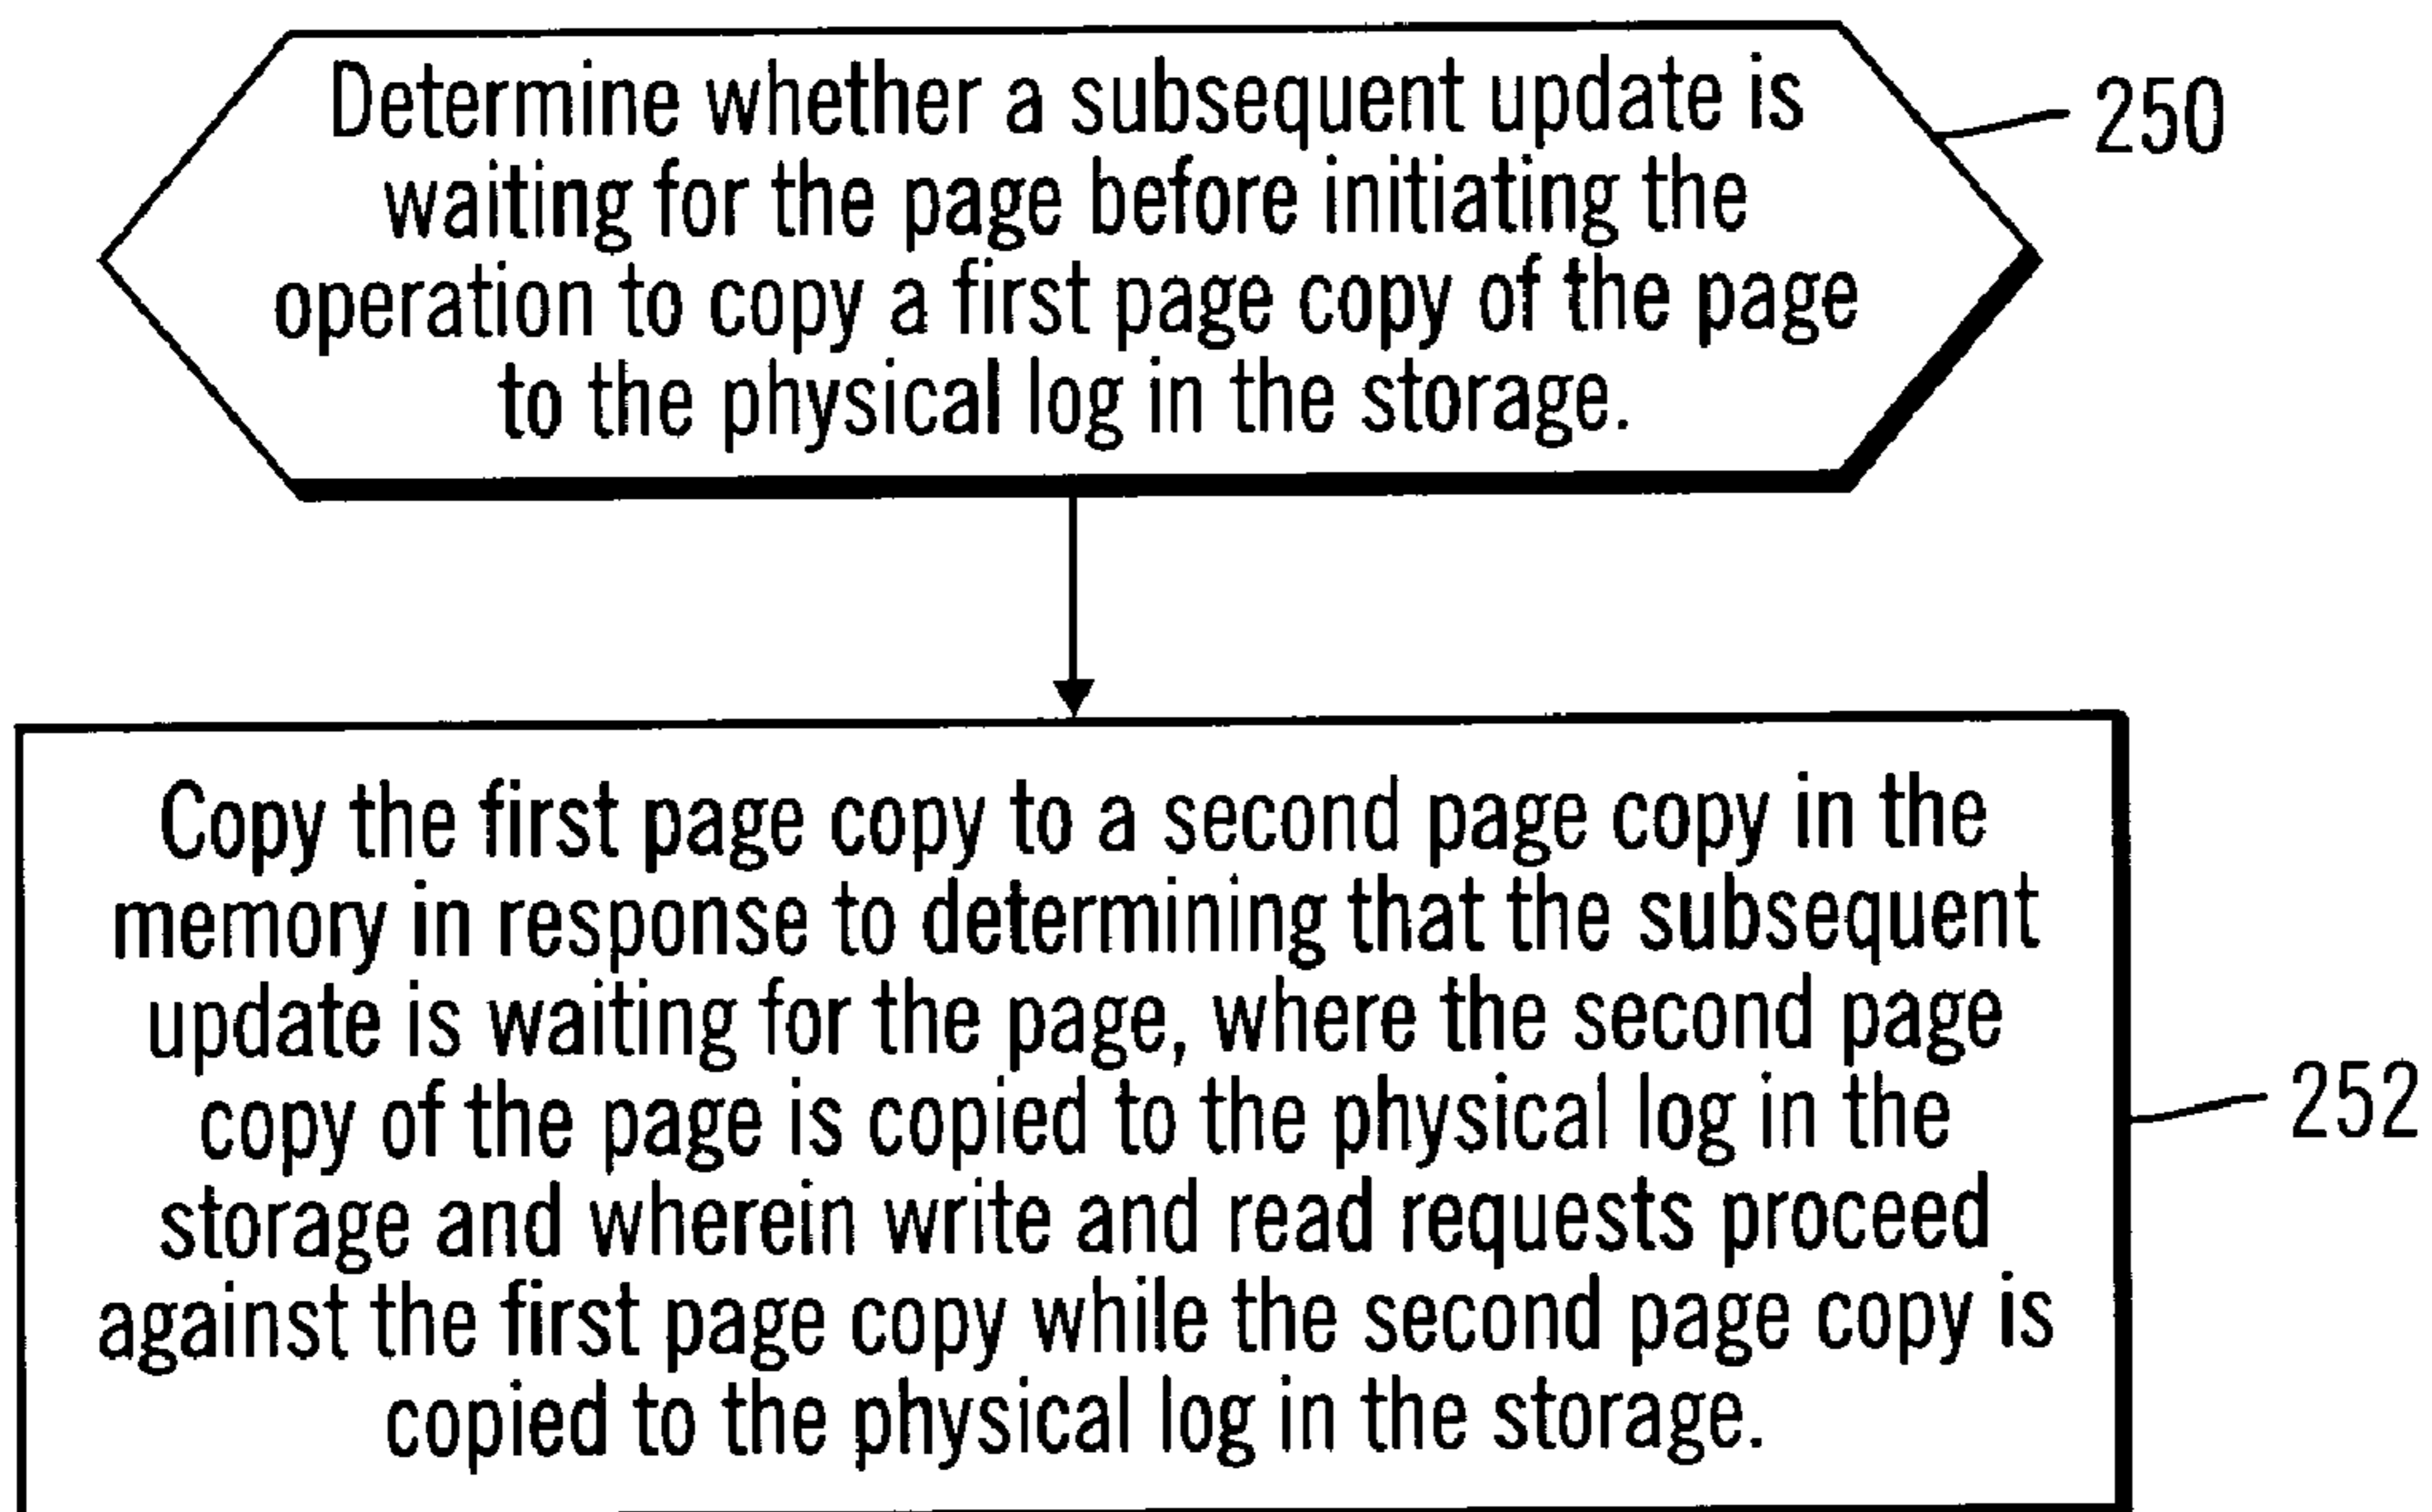 Determine whether a subsequent update is
waiting for the page before initiating the
operation to copy a first page copy of the page
to the physical log in the storage.
250
Copy the first page copy to a second page copy in the
memory in response to determining that the subsequent
update is waiting for the page, where the second page
copy of the page is copied to the physical log in the
storage and wherein write and read requests proceed
against the first page copy while the second page copy is
copied to the physical log in the storage.
252